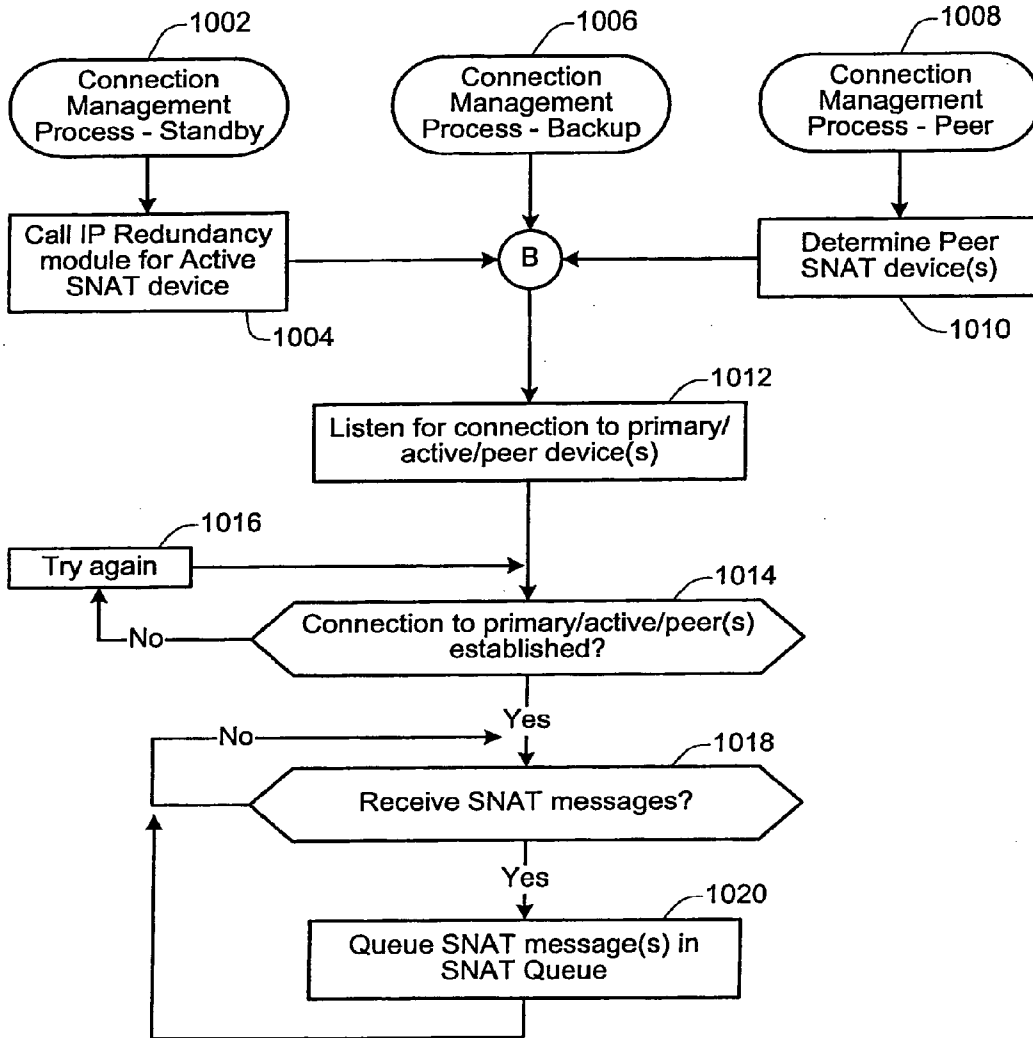 1002
Connection
Management
Process - Standby
1006
Connection
Management
Process - Backup
1008
Connection
Management
Process - Peer
Call IP Redundancy
module for Active
SNAT device
1004
B
Determine Peer
SNAT device(s)
1010
1012
Listen for connection to primary/
active/peer device(s)
1016
Try again
No
1014
Connection to primary/active/peer(s)
established?
Yes
No
1018
Receive SNAT messages?
Yes
1020
Queue SNAT message(s) in
SNAT Queue